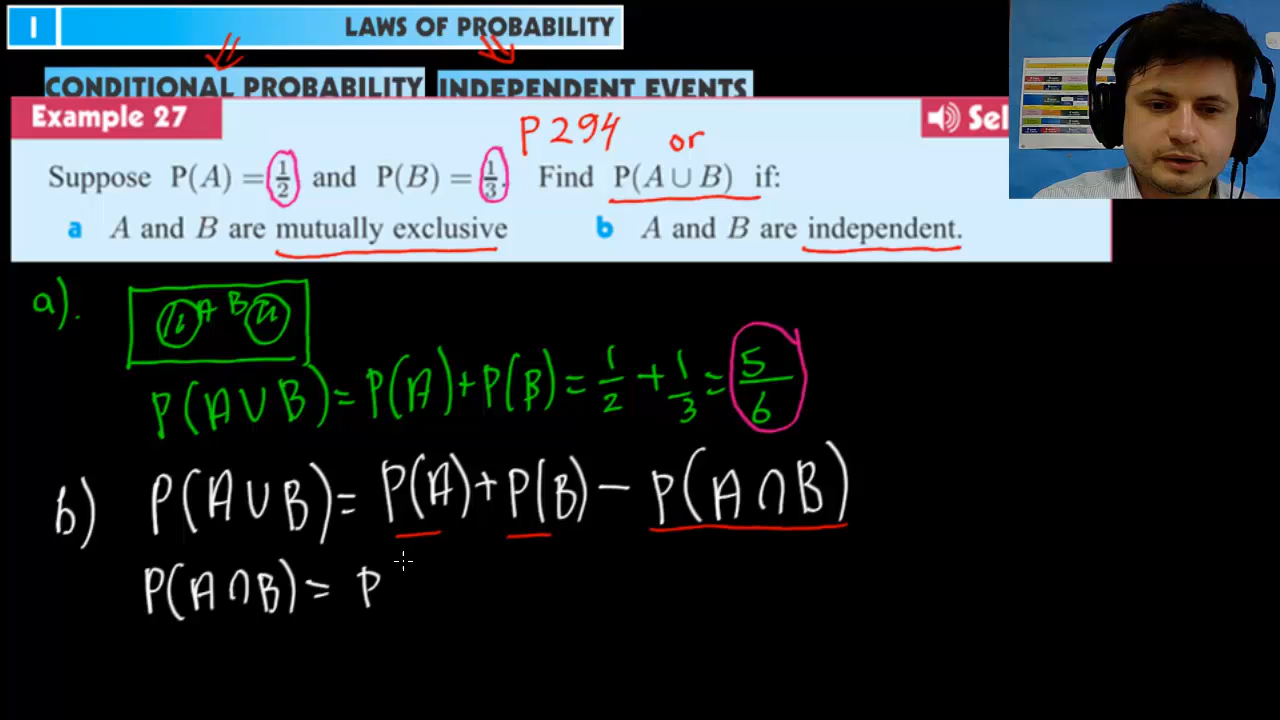 I LAWS OF PROBABILITY
CONDITIONAL PROBABILITY INDEPENDENT EVENTS
Example 27 Sel
P294 or
Suppose P(A) = 1/2 and P(B) = 1/3. Find P(A ∪ B) if:
a A and B are mutually exclusive b A and B are independent.
a).
A B
P(A∪B) = P(A)+P(B) = 1/2 + 1/3 = 5/6
b) P(A∪B) = P(A)+P(B) − P(A∩B)
P(A∩B) = P